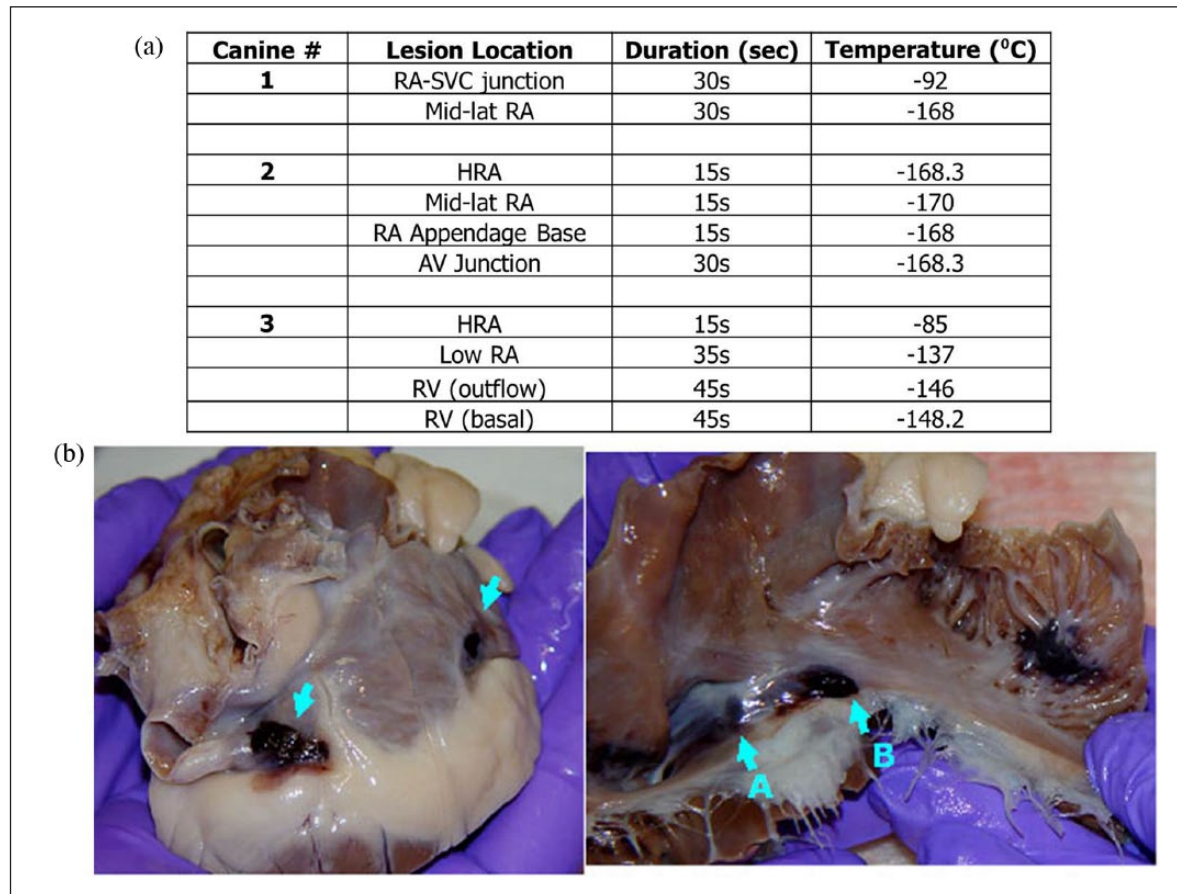 (a)
Canine # Lesion Location Duration (sec) Temperature (⁰C)
1 RA-SVC junction 30s -92
Mid-lat RA 30s -168
2 HRA 15s -168.3
Mid-lat RA 15s -170
RA Appendage Base 15s -168
AV Junction 30s -168.3
3 HRA 15s -85
Low RA 35s -137
RV (outflow) 45s -146
RV (basal) 45s -148.2
(b)
A
B